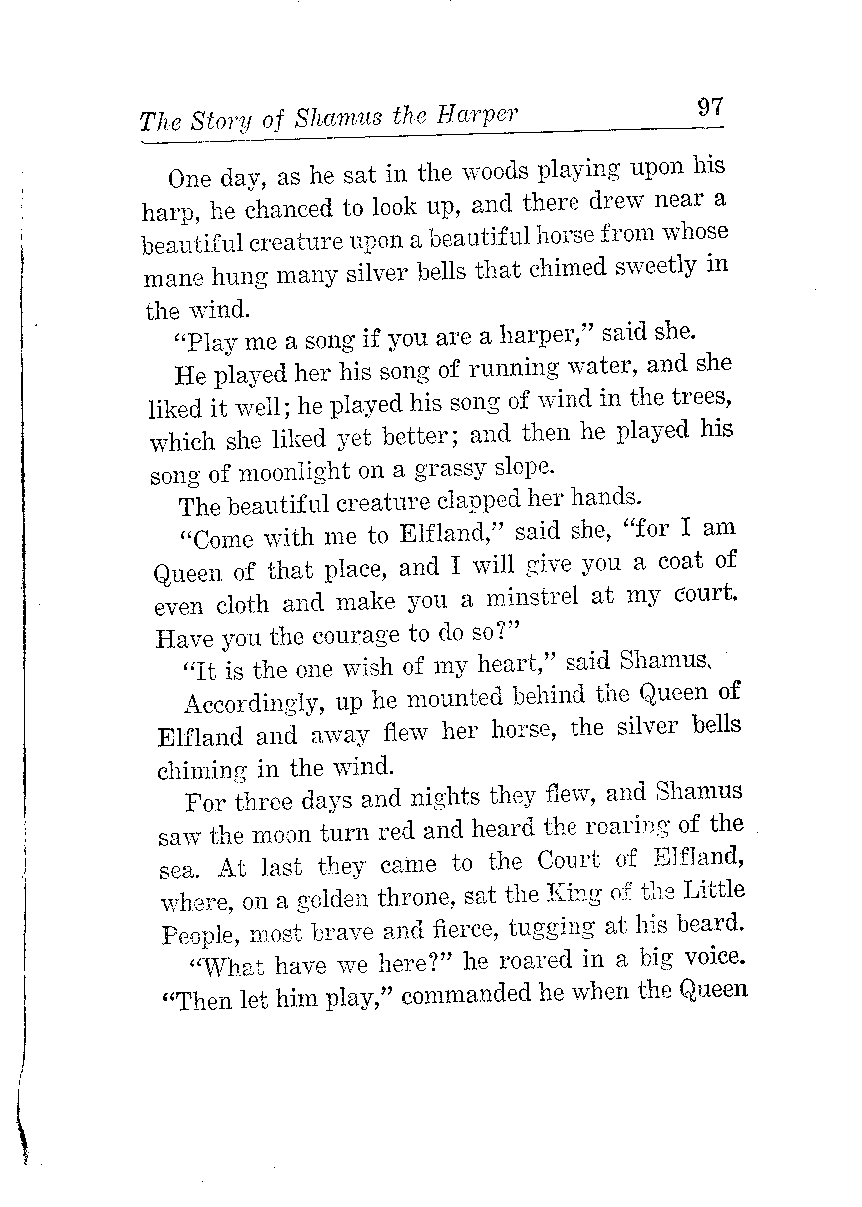 The Story of Shamus the Harper 97
One day, as he sat in the woods playing upon his
harp, he chanced to look up, and there drew near a
beautiful creature upon a beautiful horse from whose
mane hung many silver bells that chimed sweetly in
the wind.
“Play me a song if you are a harper,” said she.
He played her his song of running water, and she
liked it well; he played his song of wind in the trees,
which she liked yet better; and then he played his
song of moonlight on a grassy slope.
The beautiful creature clapped her hands.
“Come with me to Elfland,” said she, “for I am
Queen of that place, and I will give you a coat of
even cloth and make you a minstrel at my court.
Have you the courage to do so?”
“It is the one wish of my heart,” said Shamus.
Accordingly, up he mounted behind the Queen of
Elfland and away flew her horse, the silver bells
chiming in the wind.
For three days and nights they flew, and Shamus
saw the moon turn red and heard the roaring of the
sea. At last they came to the Court of Elfland,
where, on a golden throne, sat the King of the Little
People, most brave and fierce, tugging at his beard.
“What have we here?” he roared in a big voice.
“Then let him play,” commanded he when the Queen